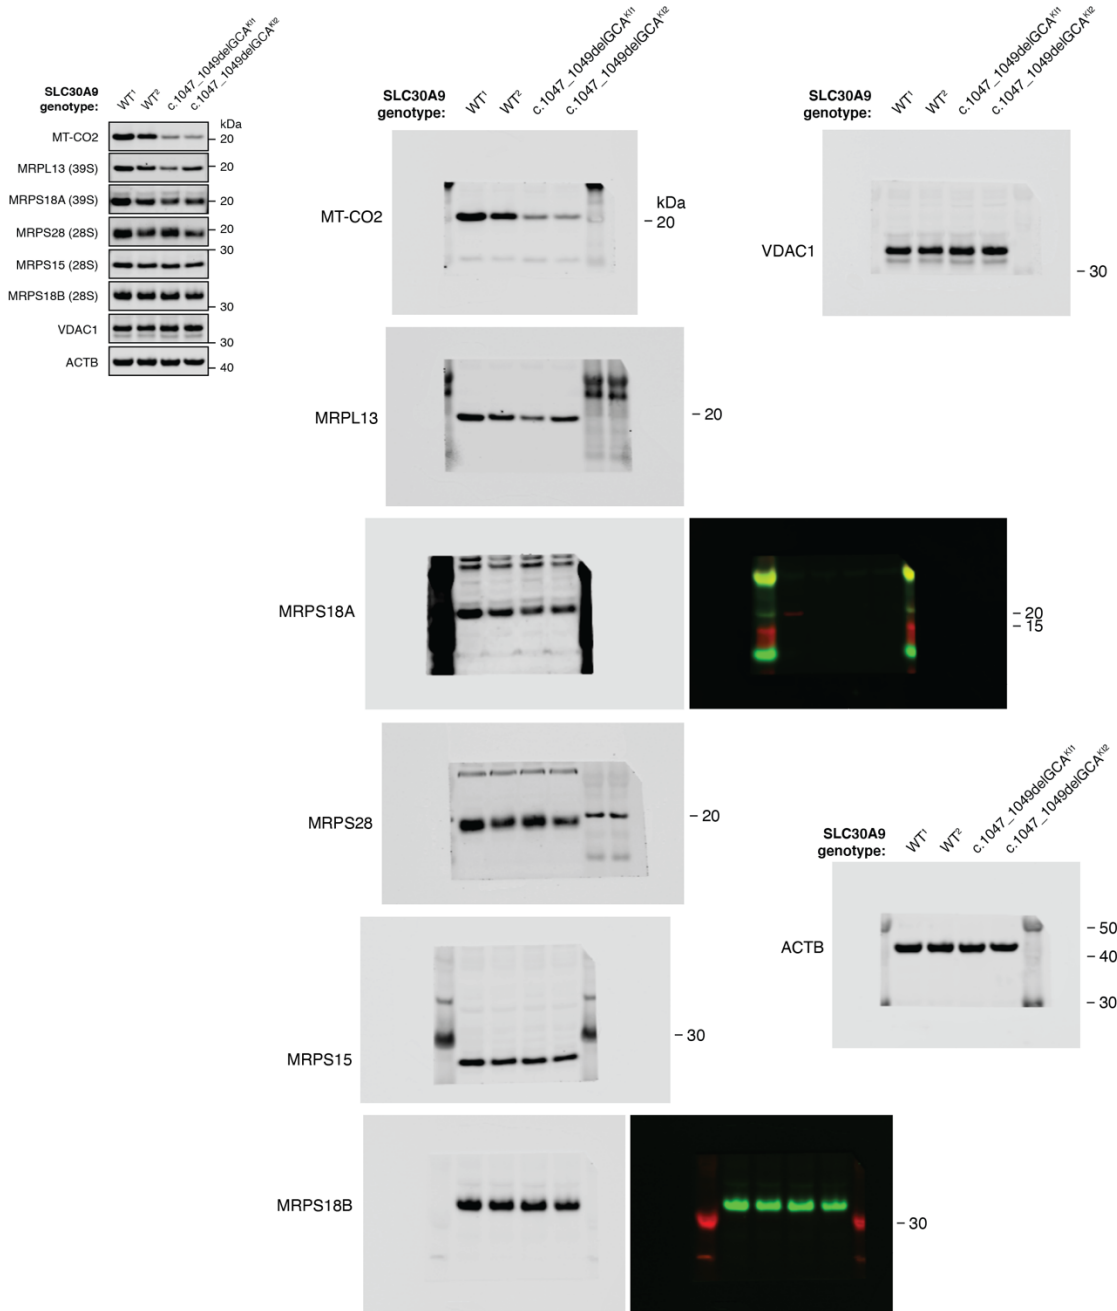 SLC30A9
genotype:
WT¹
WT²
c.1047_1049delGCAᴷᴵ¹
c.1047_1049delGCAᴷᴵ²
kDa
MT-CO2
20
MRPL13 (39S)
20
MRPS18A (39S)
20
MRPS28 (28S)
20
30
MRPS15 (28S)
MRPS18B (28S)
30
VDAC1
30
ACTB
40
SLC30A9
genotype:
WT¹
WT²
c.1047_1049delGCAᴷᴵ¹
c.1047_1049delGCAᴷᴵ²
MT-CO2
kDa
– 20
MRPL13
– 20
MRPS18A
– 20
– 15
MRPS28
– 20
MRPS15
– 30
MRPS18B
– 30
SLC30A9
genotype:
WT¹
WT²
c.1047_1049delGCAᴷᴵ¹
c.1047_1049delGCAᴷᴵ²
VDAC1
– 30
SLC30A9
genotype:
WT¹
WT²
c.1047_1049delGCAᴷᴵ¹
c.1047_1049delGCAᴷᴵ²
ACTB
– 50
– 40
– 30